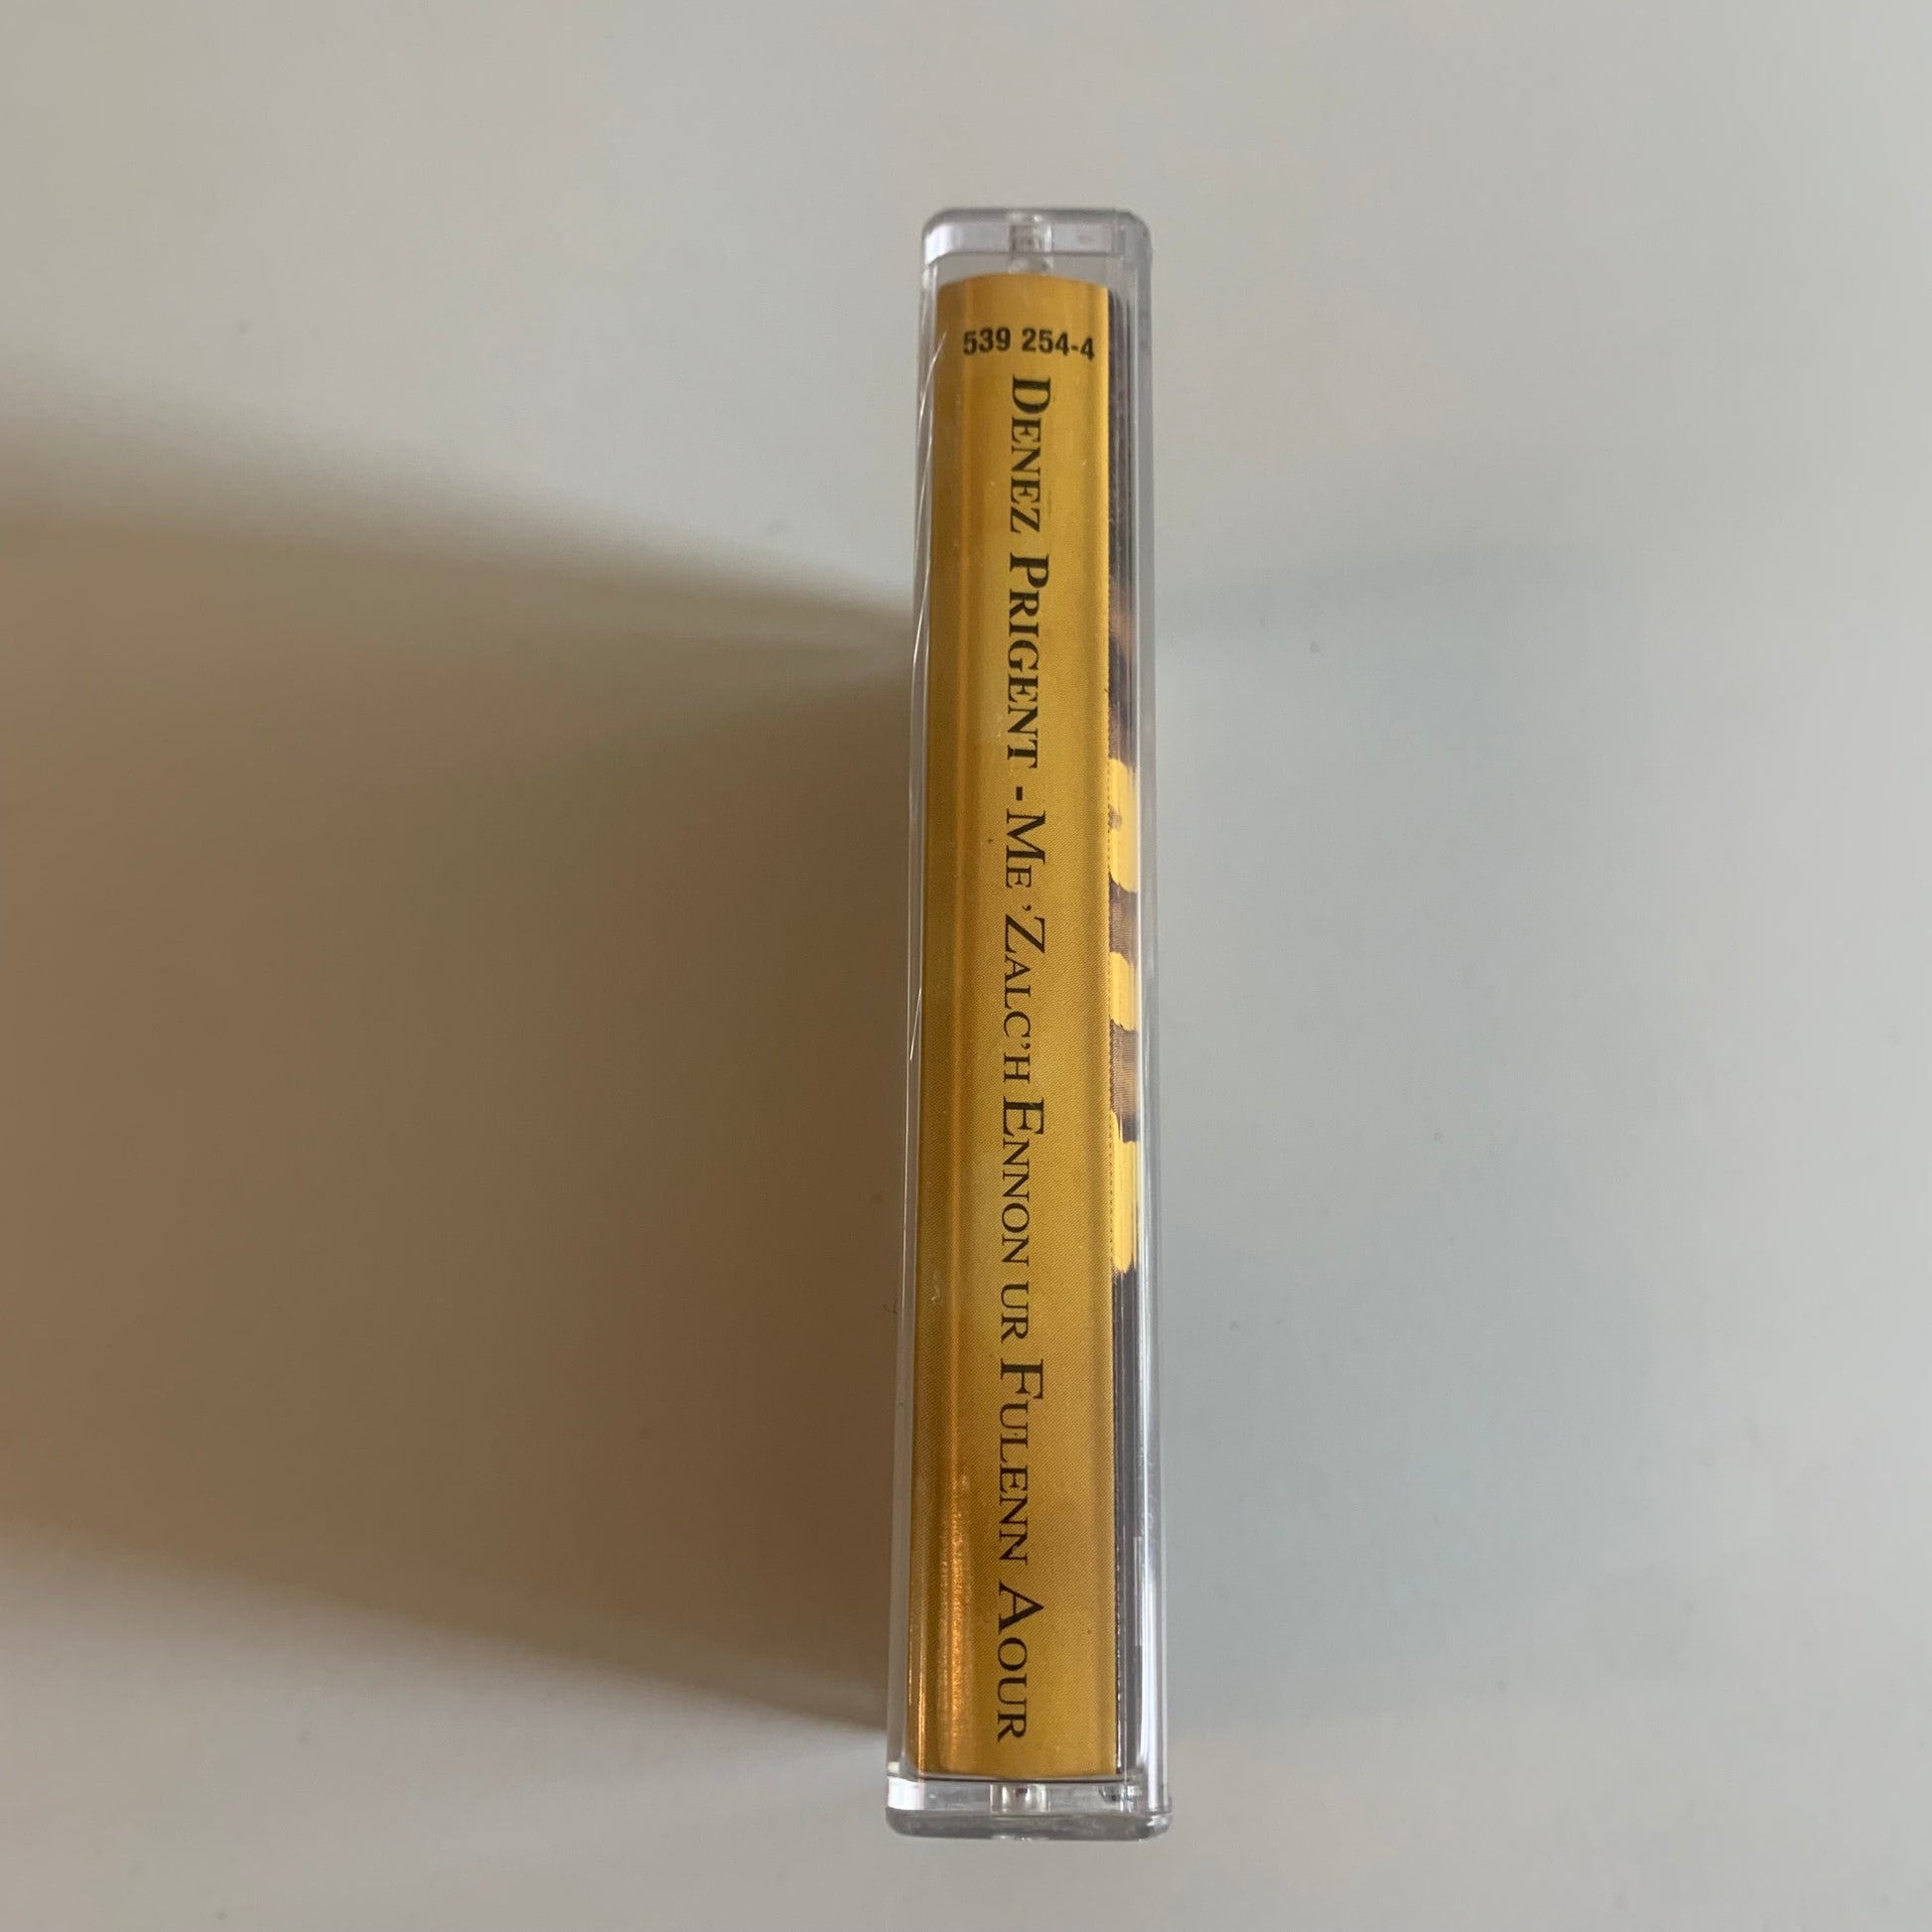 539 254-4
DENEZ PRIGENT - ME 'ZALC'H ENNON UR FULENN AOUR